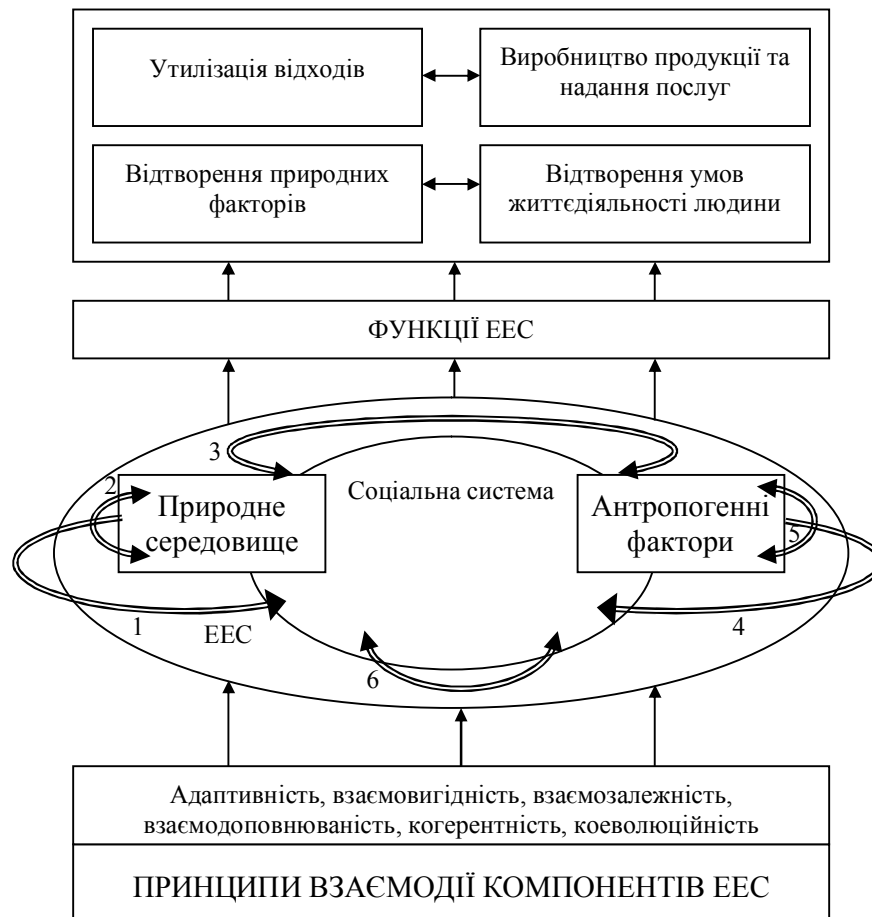 Утилізація відходів
Виробництво продукції та
надання послуг
Відтворення природних
факторів
Відтворення умов
життєдіяльності людини
ФУНКЦІЇ ЕЕС
3
2
Природне
середовище
Соціальна система
Антропогенні
фактори
5
1
ЕЕС
4
6
Адаптивність, взаємовигідність, взаємозалежність,
взаємодоповнюваність, когерентність, коеволюційність
ПРИНЦИПИ ВЗАЄМОДІЇ КОМПОНЕНТІВ ЕЕС